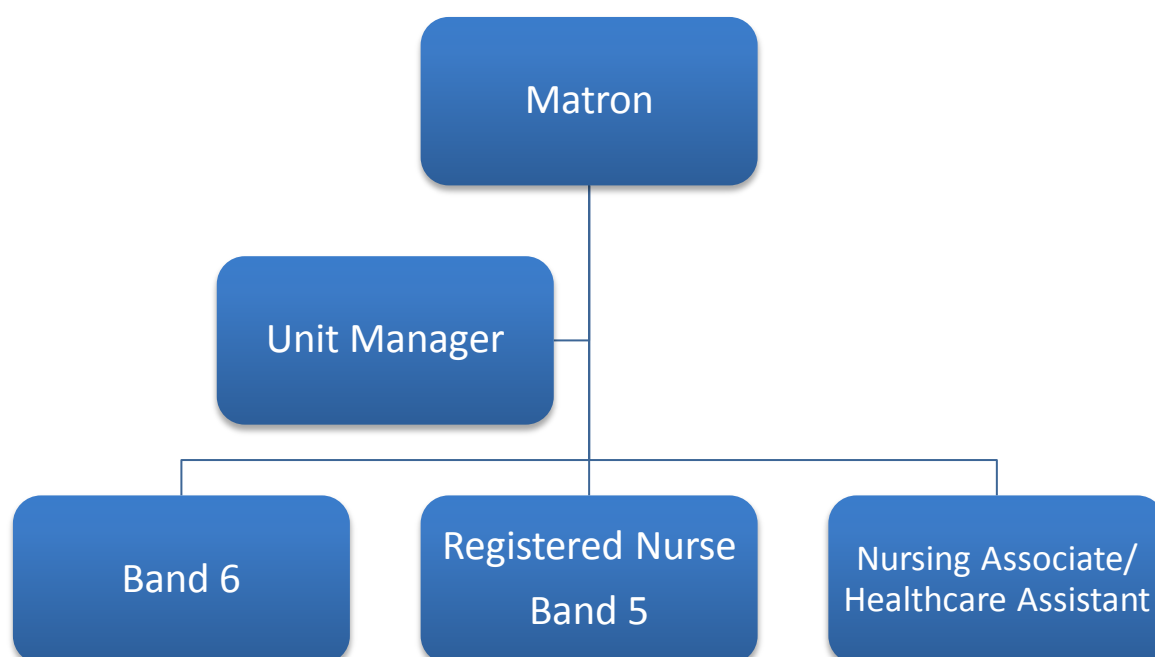 Matron
Unit Manager
Band 6
Registered Nurse
Band 5
Nursing Associate/
Healthcare Assistant